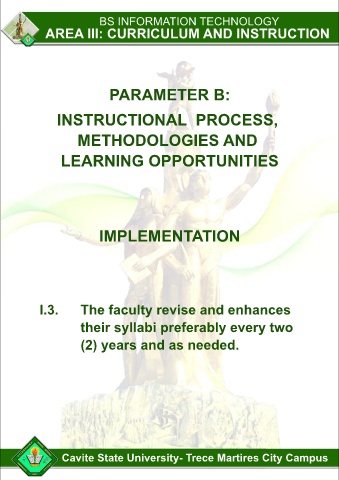 BS INFORMATION TECHNOLOGY
AREA III: CURRICULUM AND INSTRUCTION
PARAMETER B:
INSTRUCTIONAL PROCESS,
METHODOLOGIES AND
LEARNING OPPORTUNITIES
IMPLEMENTATION
I.3. The faculty revise and enhances
their syllabi preferably every two
(2) years and as needed.
Cavite State University- Trece Martires City Campus